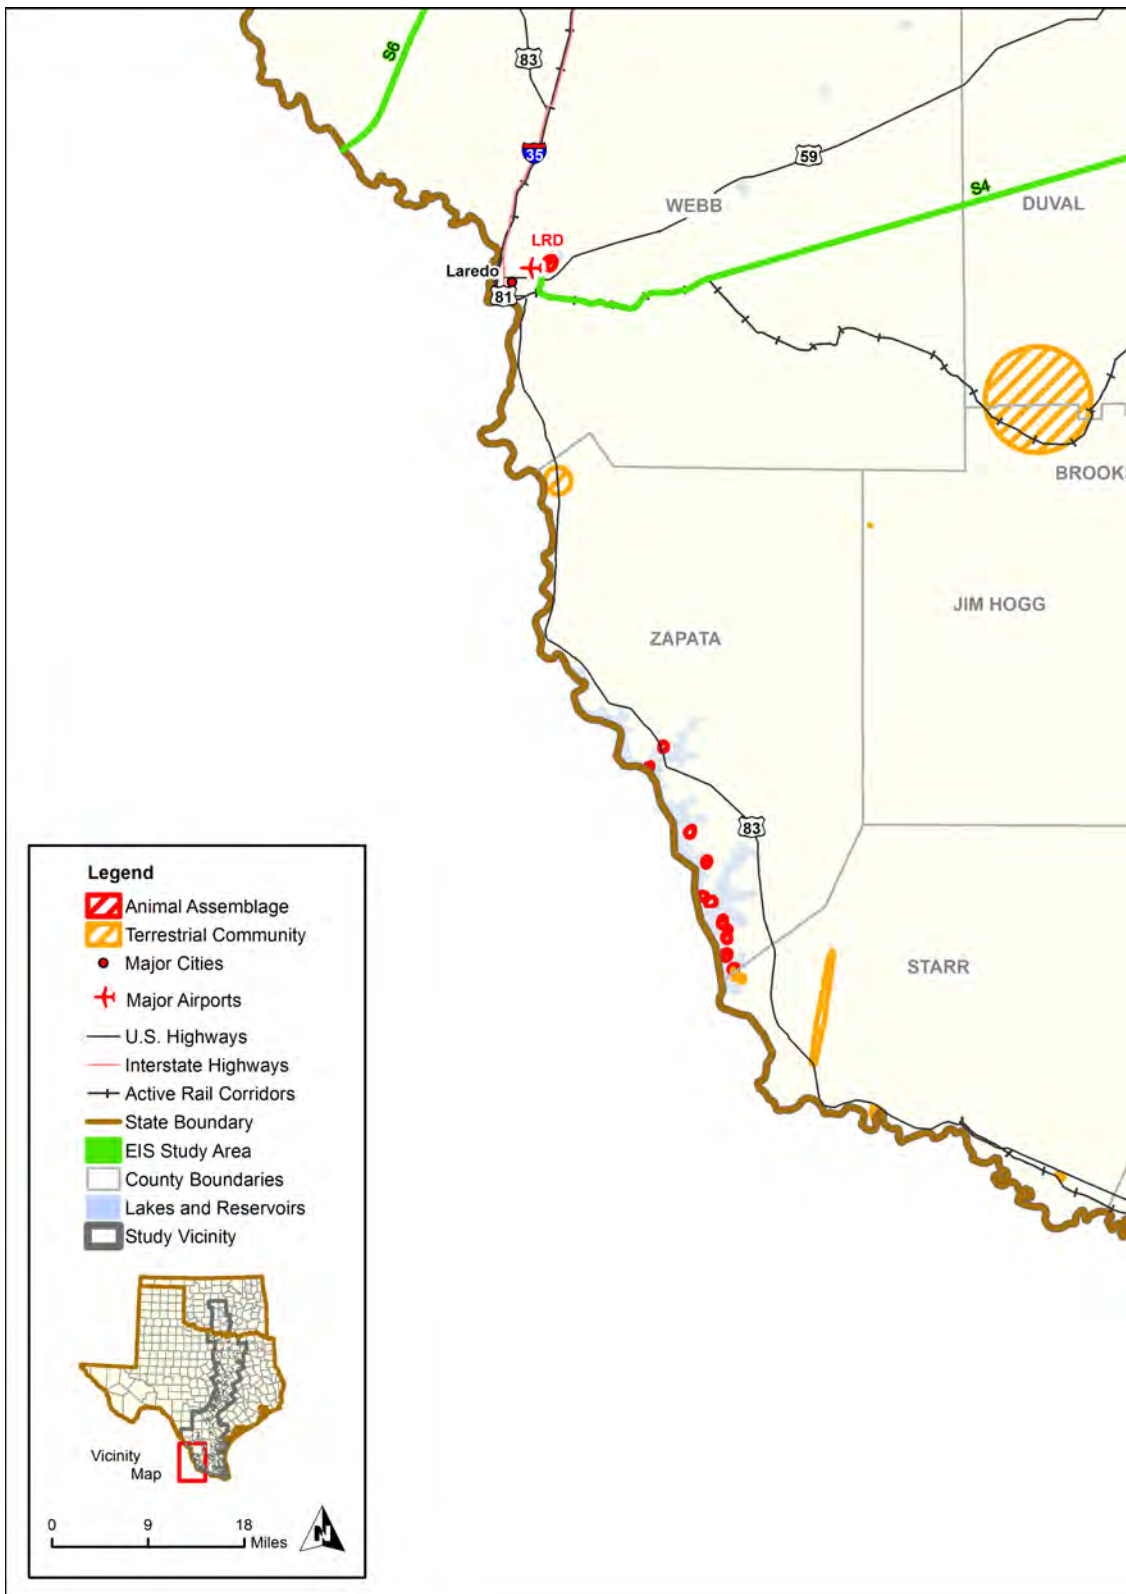 S6
83
35
59
S4
WEBB
DUVAL
LRD
Laredo
81
BROOKS
JIM HOGG
ZAPATA
83
STARR
Legend
Animal Assemblage
Terrestrial Community
Major Cities
Major Airports
U.S. Highways
Interstate Highways
Active Rail Corridors
State Boundary
EIS Study Area
County Boundaries
Lakes and Reservoirs
Study Vicinity
Vicinity
Map
0 9 18
Miles
N